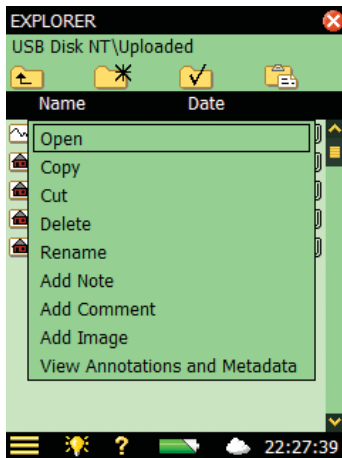 EXPLORER
USB Disk NT\Uploaded
Name Date
Open
Copy
Cut
Delete
Rename
Add Note
Add Comment
Add Image
View Annotations and Metadata
? 22:27:39